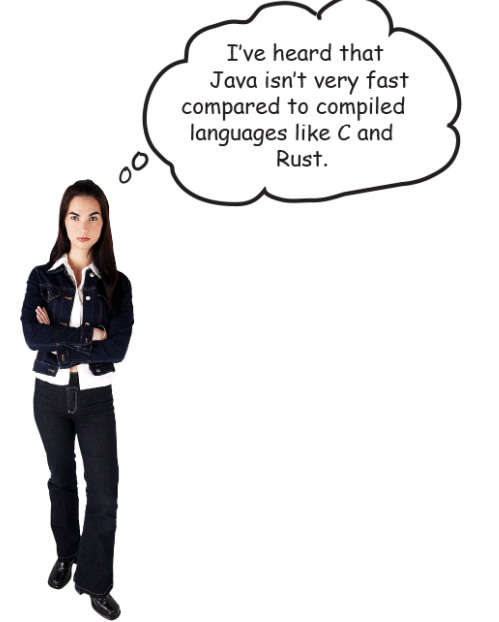 I've heard that
Java isn't very fast
compared to compiled
languages like C and
Rust.